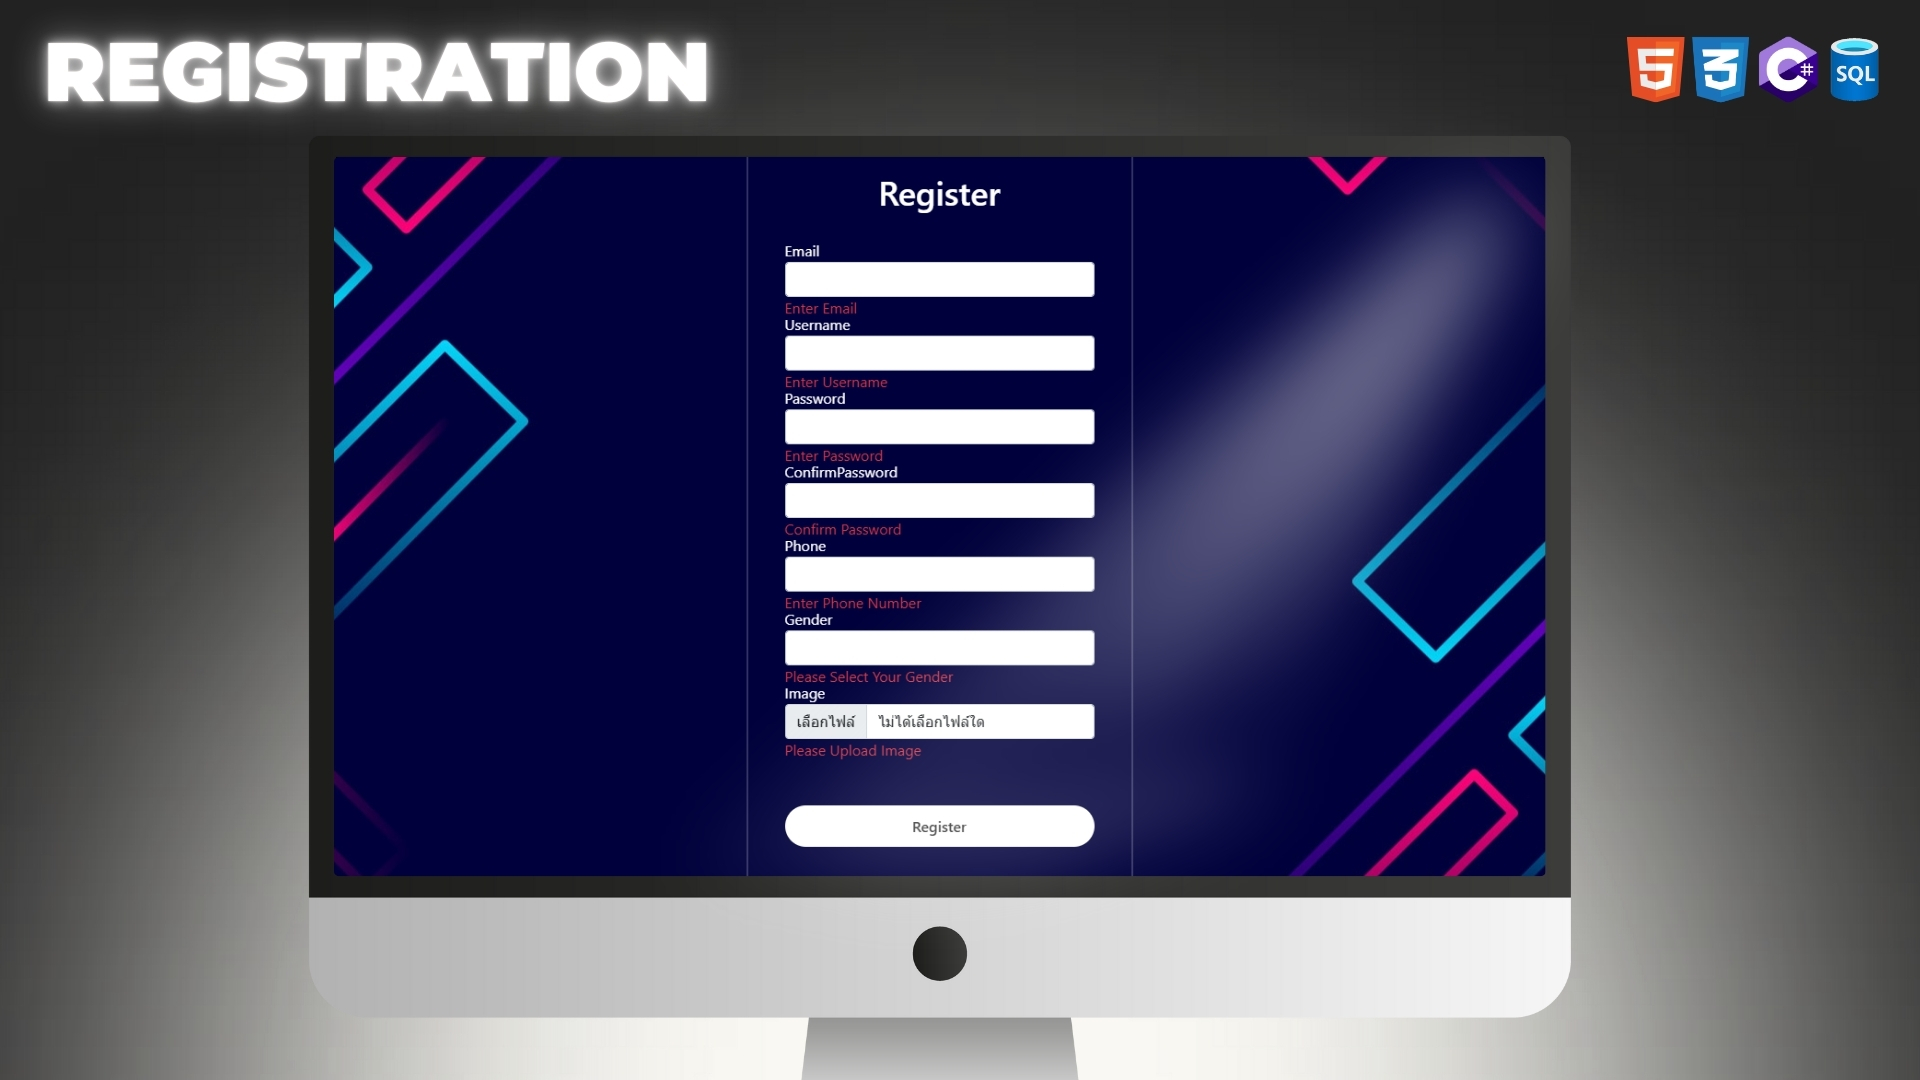 REGISTRATION
5
3
C#
SQL
Register
Email
Enter Email
Username
Enter Username
Password
Enter Password
ConfirmPassword
Confirm Password
Phone
Enter Phone Number
Gender
Please Select Your Gender
Image
เลือกไฟล์ ไม่ได้เลือกไฟล์ใด
Please Upload Image
Register